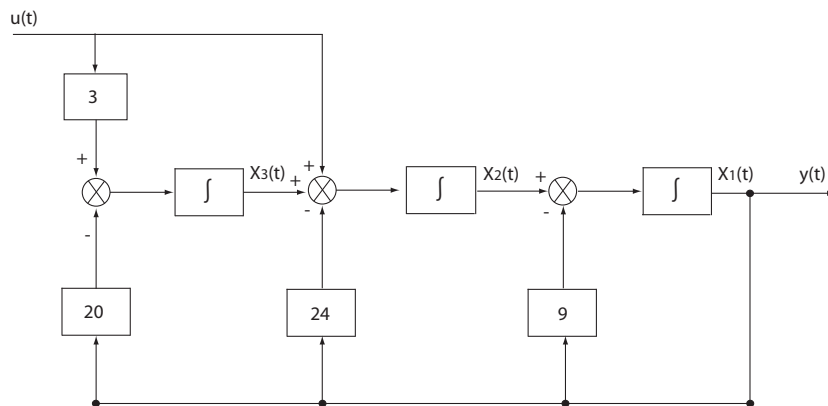 u(t)
3
+
+
+
-
-
-
+
∫
X3(t)
∫
X2(t)
∫
X1(t)
y(t)
20
24
9